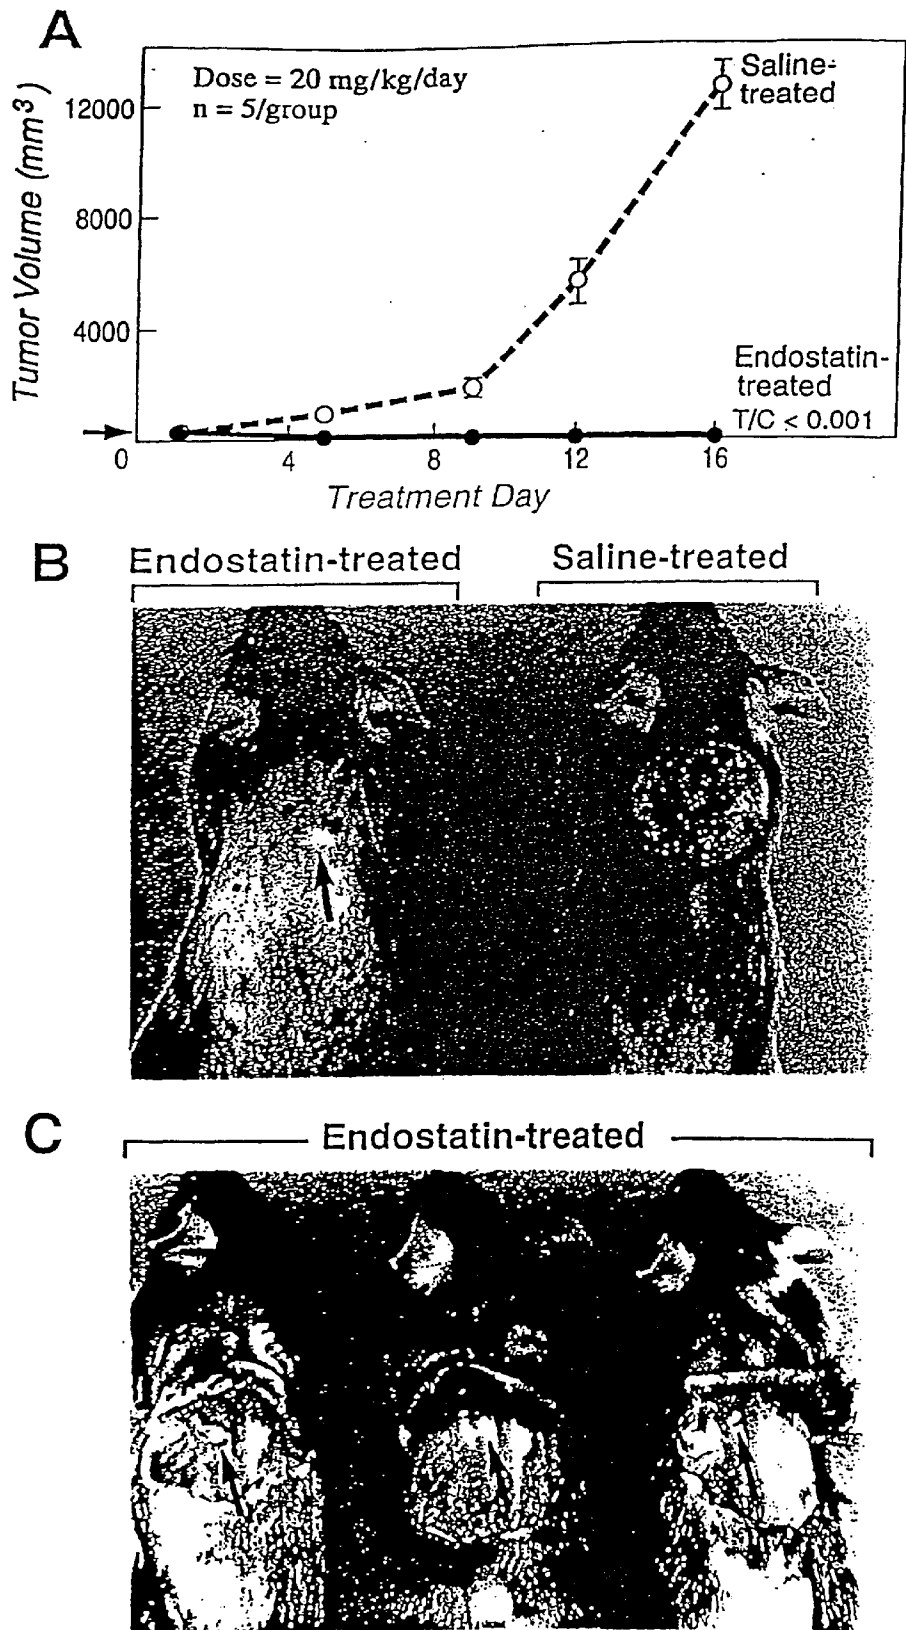 A
Dose = 20 mg/kg/day
n = 5/group
Saline-
treated
12000
8000
4000
Tumor Volume (mm³)
Endostatin-
treated
T/C < 0.001
0 4 8 12 16
Treatment Day
B
Endostatin-treated Saline-treated
C
Endostatin-treated